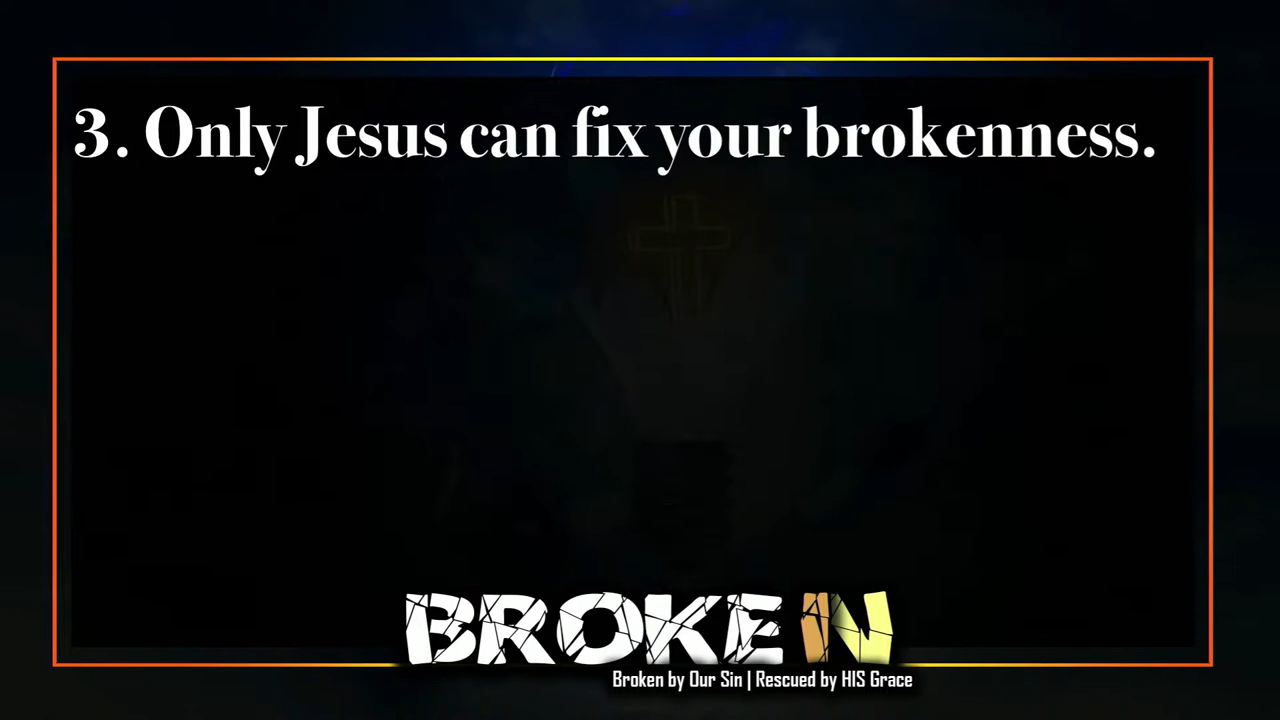 3. Only Jesus can fix your brokenness.
BROKEN
Broken by Our Sin | Rescued by HIS Grace